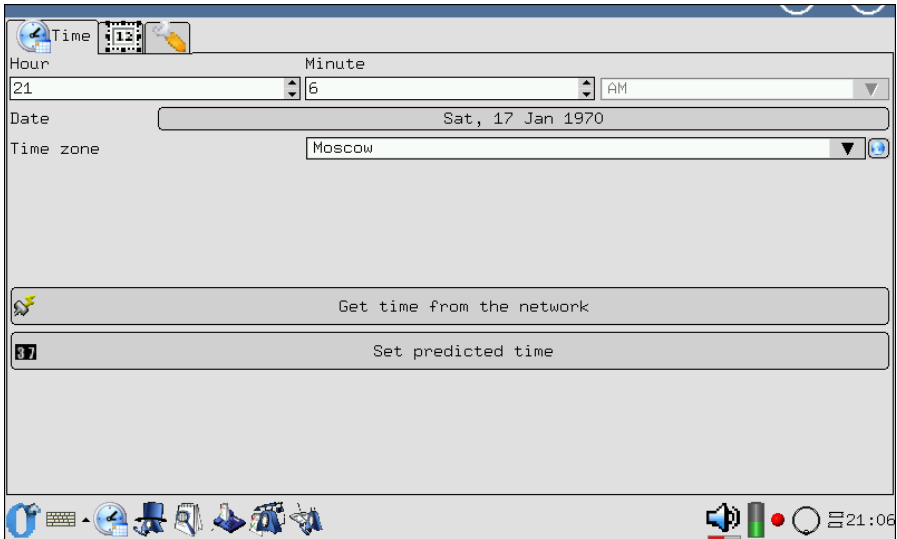 Time 12
Hour Minute
21 6 AM
Date Sat, 17 Jan 1970
Time zone Moscow
Get time from the network
37 Set predicted time
21:06